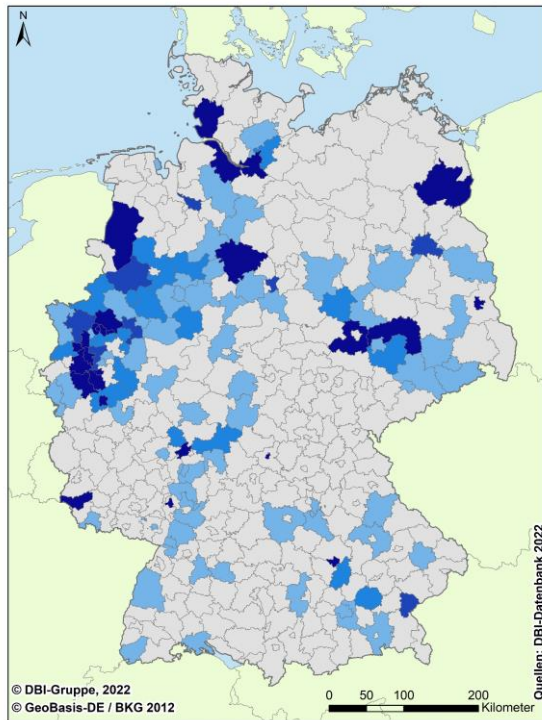 N
Quellen: DBI-Datenbank 2022
© DBI-Gruppe, 2022
© GeoBasis-DE / BKG 2012
0 50 100 200
Kilometer